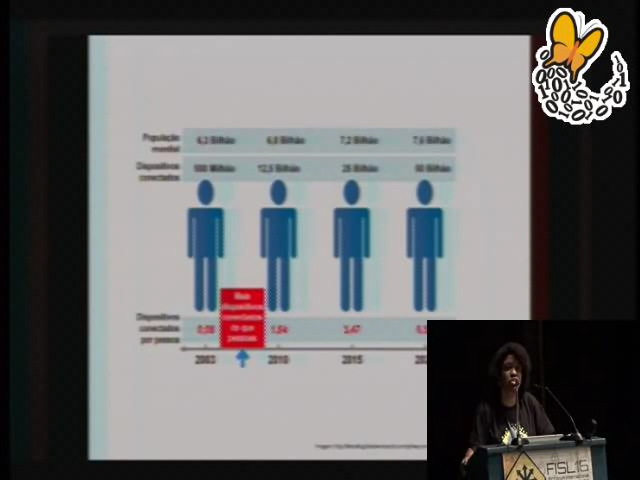 População mundial 6,3 Bilhão 6,8 Bilhão 7,2 Bilhão 7,6 Bilhão
Dispositivos conectados 500 Milhão 12,5 Bilhão 25 Bilhão 50 Bilhão
Mais dispositivos conectados do que pessoas.
Dispositivos conectados por pessoa 0,08 1,84 3,47
2003 2010 2015
FISL16